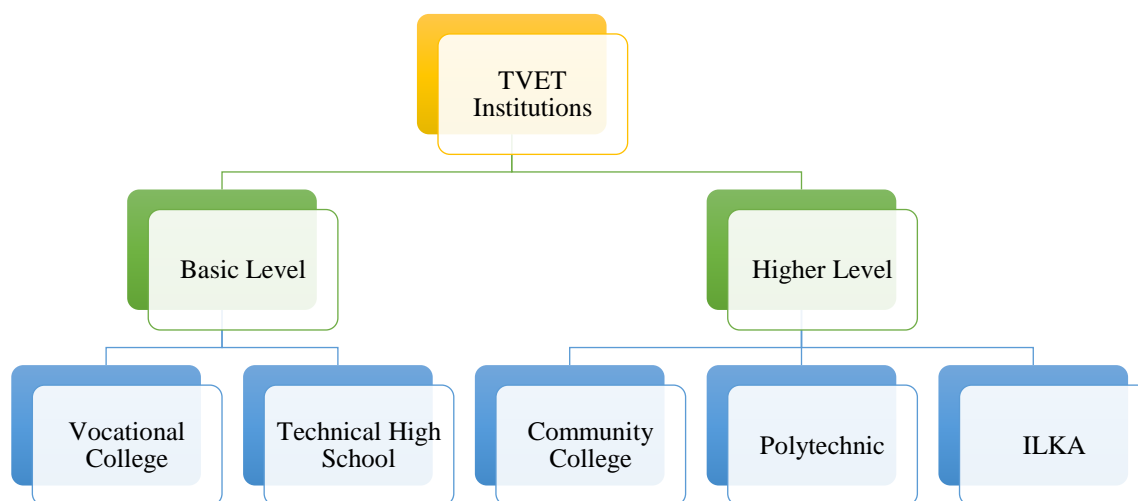 TVET
Institutions
Basic Level
Higher Level
Vocational
College
Technical High
School
Community
College
Polytechnic
ILKA